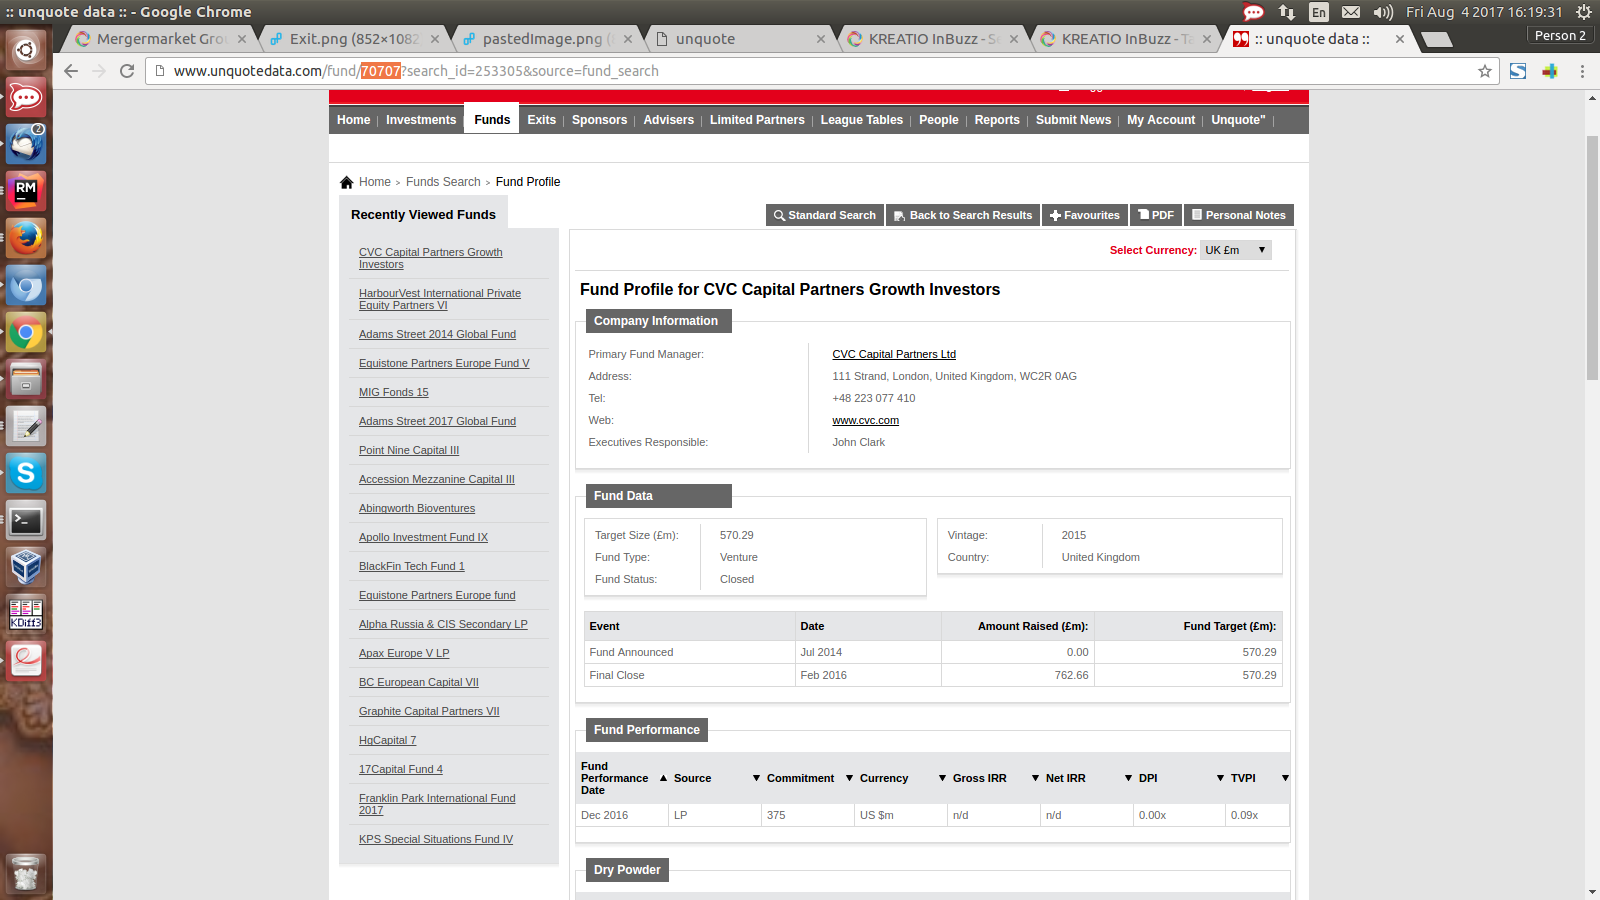 :: unquote data :: - Google Chrome
En
Fri Aug 4 2017 16:19:31
Mergermarket Gro
Exit.png (852×1082
pastedImage.png (
unquote
KREATIO InBuzz - Se
KREATIO InBuzz - Ta
:: unquote data ::
Person 2
www.unquotedata.com/fund/70707?search_id=253305&source=fund_search
Home | Investments | Funds | Exits | Sponsors | Advisers | Limited Partners | League Tables | People | Reports | Submit News | My Account | Unquote" |
Home > Funds Search > Fund Profile
Recently Viewed Funds
CVC Capital Partners Growth
Investors
HarbourVest International Private
Equity Partners VI
Adams Street 2014 Global Fund
Equistone Partners Europe Fund V
MIG Fonds 15
Adams Street 2017 Global Fund
Point Nine Capital III
Accession Mezzanine Capital III
Abingworth Bioventures
Apollo Investment Fund IX
BlackFin Tech Fund 1
Equistone Partners Europe fund
Alpha Russia & CIS Secondary LP
Apax Europe V LP
BC European Capital VII
Graphite Capital Partners VII
HgCapital 7
17Capital Fund 4
Franklin Park International Fund
2017
KPS Special Situations Fund IV
Standard Search
Back to Search Results
Favourites
PDF
Personal Notes
Select Currency: UK £m
Fund Profile for CVC Capital Partners Growth Investors
Company Information
Primary Fund Manager: CVC Capital Partners Ltd
Address: 111 Strand, London, United Kingdom, WC2R 0AG
Tel: +48 223 077 410
Web: www.cvc.com
Executives Responsible: John Clark
Fund Data
Target Size (£m): 570.29
Fund Type: Venture
Fund Status: Closed
Vintage: 2015
Country: United Kingdom
Event Date Amount Raised (£m): Fund Target (£m):
Fund Announced Jul 2014 0.00 570.29
Final Close Feb 2016 762.66 570.29
Fund Performance
Fund
Performance
Date
Source Commitment Currency Gross IRR Net IRR DPI TVPI
Dec 2016 LP 375 US $m n/d n/d 0.00x 0.09x
Dry Powder
2
RM
S
KDiff3